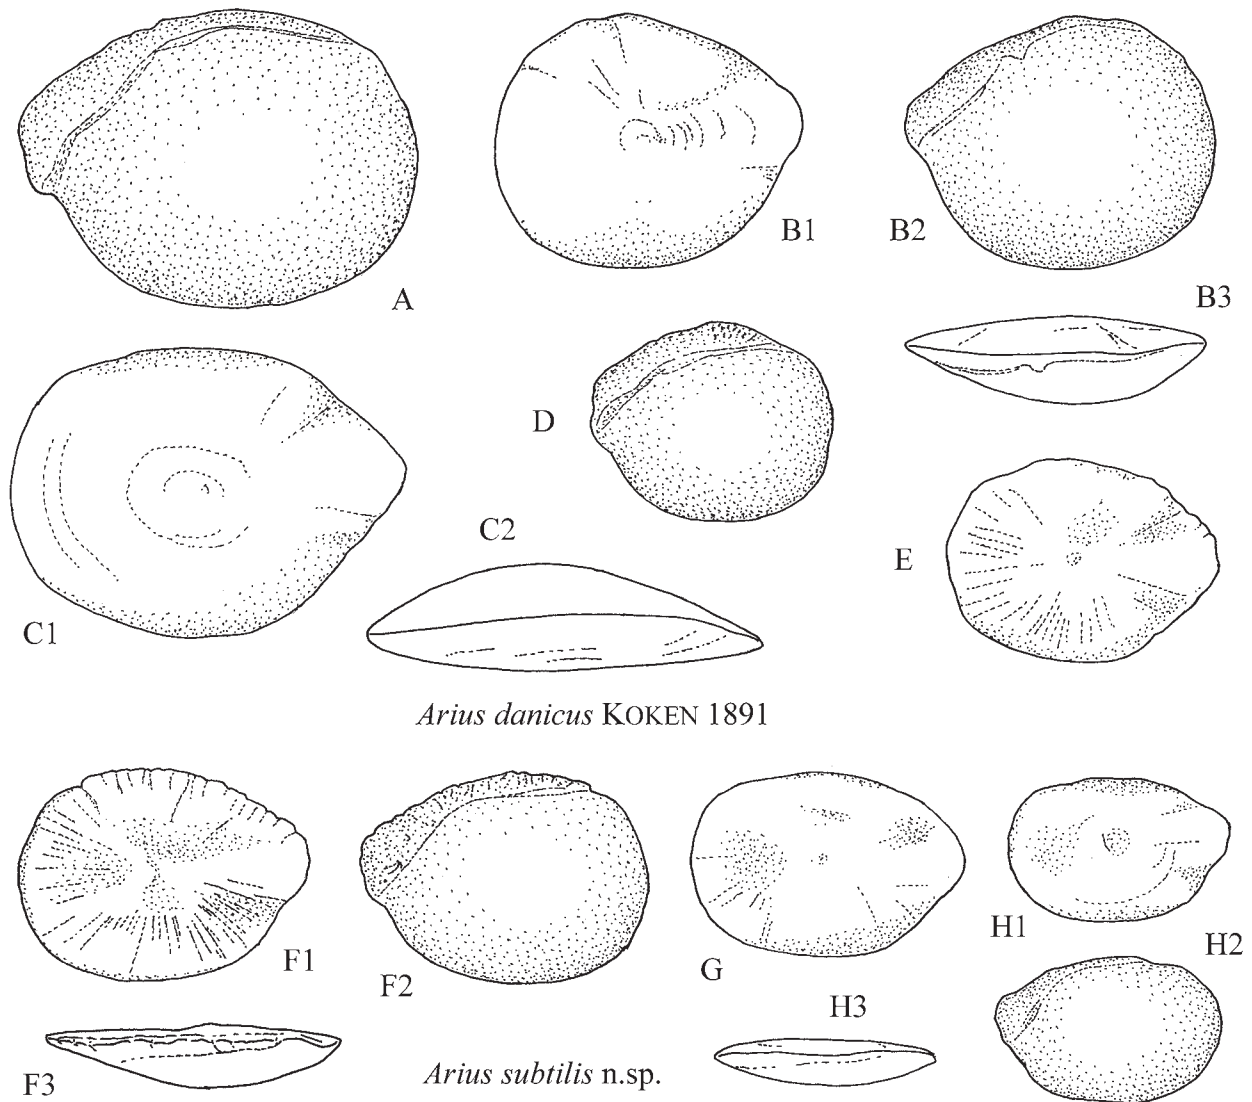 A
B1
B2
B3
C1
C2
D
E
Arius danicus KOKEN 1891
F1
F2
F3
G
H1
H2
H3
Arius subtilis n.sp.